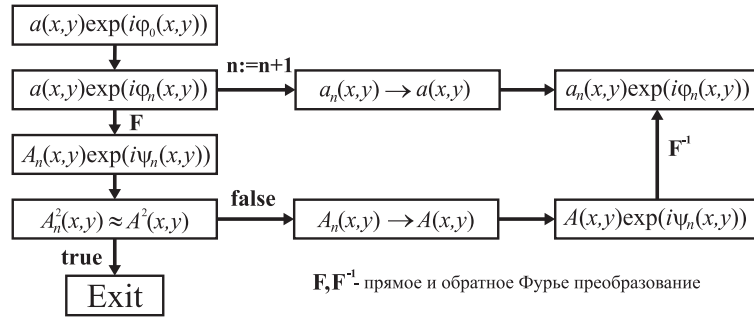 a(x,y)exp(iφ₀(x,y))
a(x,y)exp(iφₙ(x,y))
n:=n+1
aₙ(x,y) → a(x,y)
aₙ(x,y)exp(iφₙ(x,y))
F
F⁻¹
Aₙ(x,y)exp(iψₙ(x,y))
Aₙ²(x,y) ≈ A²(x,y)
false
Aₙ(x,y) → A(x,y)
A(x,y)exp(iψₙ(x,y))
true
Exit
F,F⁻¹- прямое и обратное Фурье преобразование